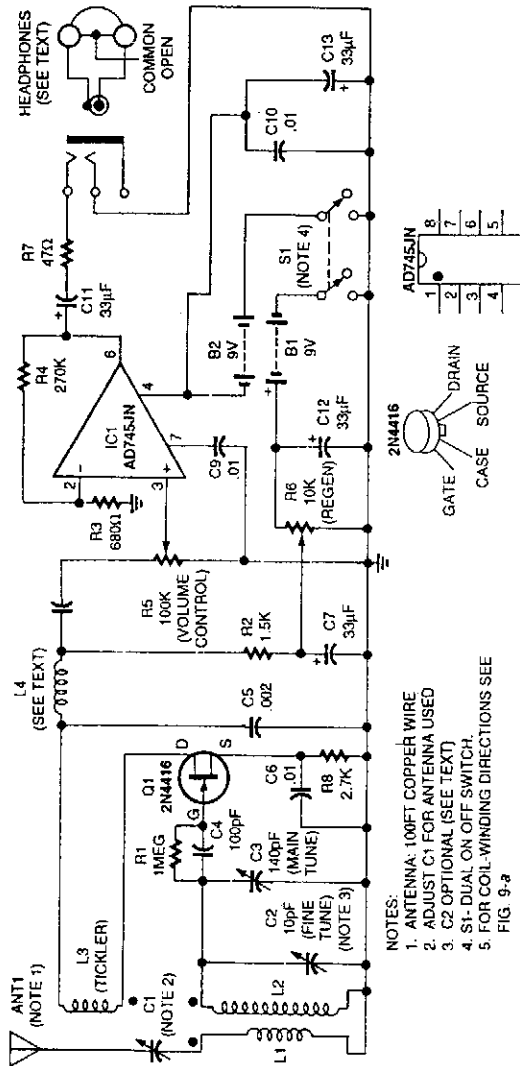 ANT1
(NOTE 1)
L3
(TICKLER)
C1
(NOTE 2)
L1
L2
C2
10pF
(FINE
TUNE)
(NOTE 3)
C3
140pF
(MAIN
TUNE)
R1
1MEG
C4
100pF
Q1
2N4416
G
D
S
C6
.01
R8
2.7K
L4
(SEE TEXT)
C5
.002
R2
1.5K
C7
33µF
R5
100K
(VOLUME
CONTROL)
R3
680Ω
2
3
IC1
AD745JN
6
7
4
R4
270K
C9
.01
R6
10K
(REGEN)
C12
33µF
C11
33µF
R7
47Ω
B2
9V
B1
9V
S1
(NOTE 4)
C10
.01
C13
33µF
HEADPHONES
(SEE TEXT)
COMMON
OPEN
NOTES:
1. ANTENNA: 100FT COPPER WIRE
2. ADJUST C1 FOR ANTENNA USED
3. C2 OPTIONAL (SEE TEXT)
4. S1- DUAL ON OFF SWITCH.
5. FOR COIL-WINDING DIRECTIONS SEE
FIG. 9-a
2N4416
GATE
DRAIN
CASE
SOURCE
AD745JN
1
2
3
4
8
7
6
5